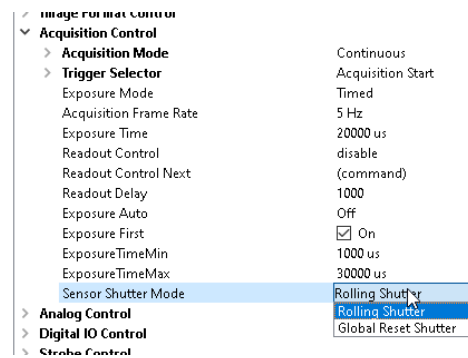 Image Format Control
Acquisition Control
Acquisition Mode Continuous
Trigger Selector Acquisition Start
Exposure Mode Timed
Acquisition Frame Rate 5 Hz
Exposure Time 20000 us
Readout Control disable
Readout Control Next (command)
Readout Delay 1000
Exposure Auto Off
Exposure First On
ExposureTimeMin 1000 us
ExposureTimeMax 30000 us
Sensor Shutter Mode Rolling Shutter
Rolling Shutter
Analog Control
Global Reset Shutter
Digital IO Control
Strobe Control